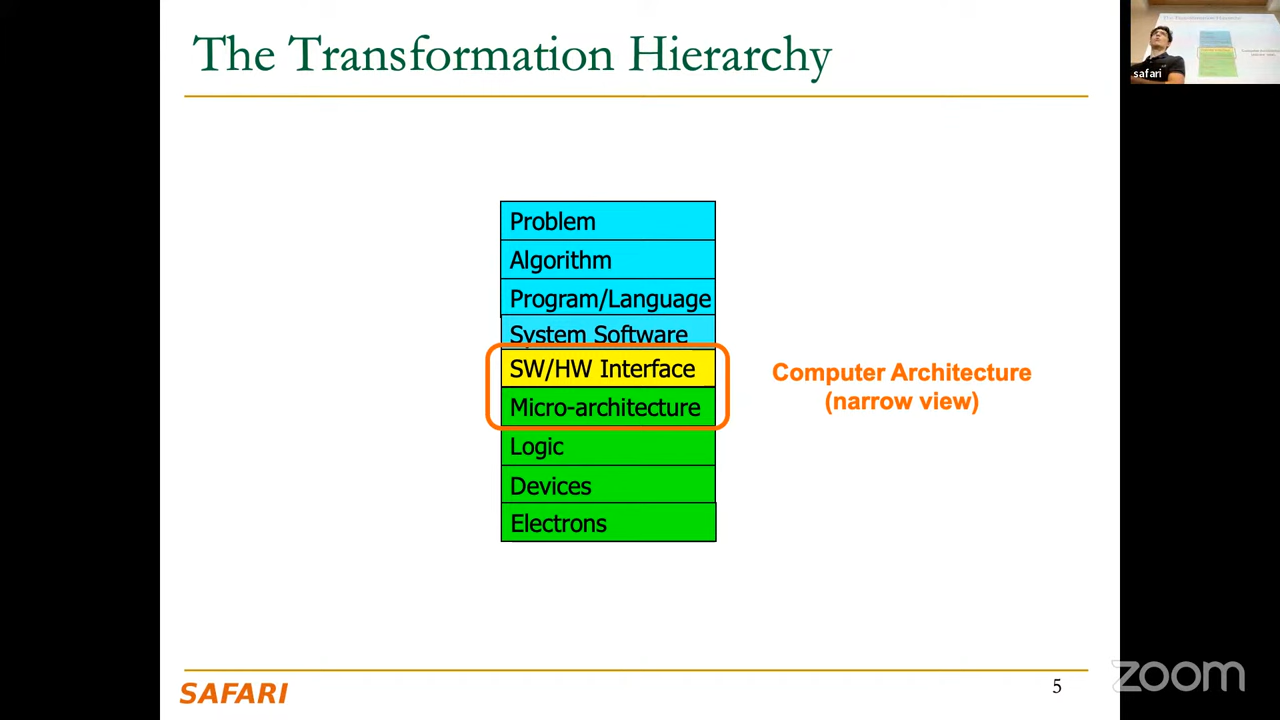 The Transformation Hierarchy
safari
Problem
Algorithm
Program/Language
System Software
SW/HW Interface
Micro-architecture
Logic
Devices
Electrons
Computer Architecture
(narrow view)
SAFARI
5
zoom